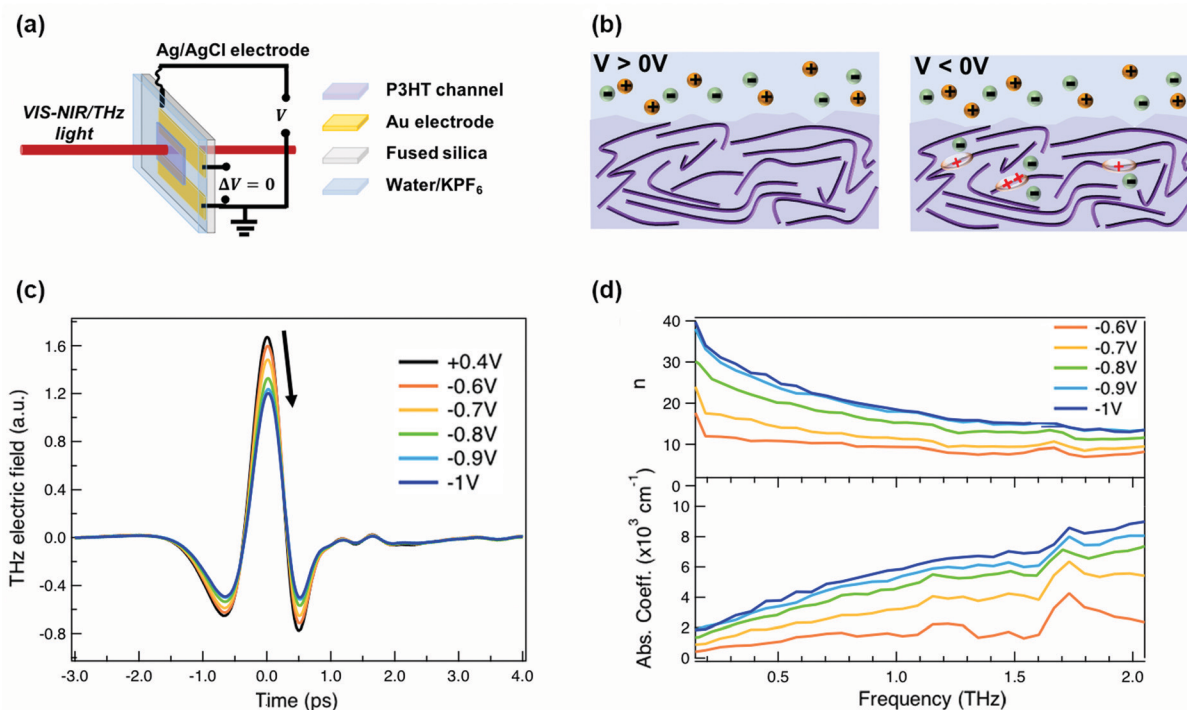 (a)
Ag/AgCl electrode
VIS-NIR/THz
light
V
ΔV = 0
P3HT channel
Au electrode
Fused silica
Water/KPF₆
(b)
V > 0V
V < 0V
(c)
THz electric field (a.u.)
1.6
1.2
0.8
0.4
0.0
-0.4
-0.8
-3.0 -2.0 -1.0 0.0 1.0 2.0 3.0 4.0
Time (ps)
+0.4V
-0.6V
-0.7V
-0.8V
-0.9V
-1V
(d)
n
40
30
20
10
0
-0.6V
-0.7V
-0.8V
-0.9V
-1V
Abs. Coeff. (x10³ cm⁻¹)
8
6
4
2
0
0.5 1.0 1.5 2.0
Frequency (THz)